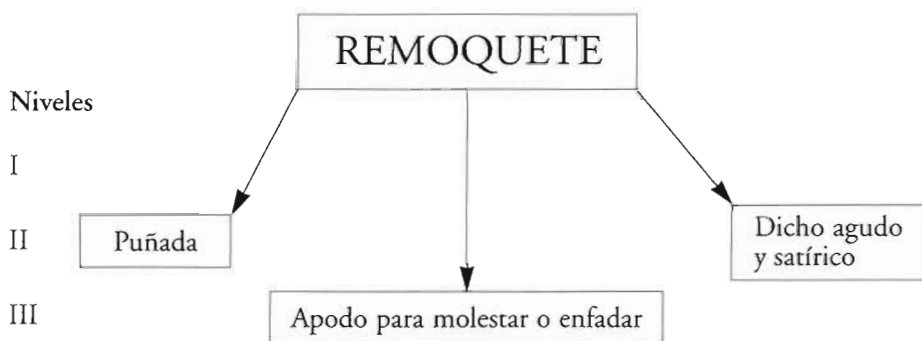 REMOQUETE
Niveles
I
II
Puñada
Dicho agudo
y satírico
III
Apodo para molestar o enfadar